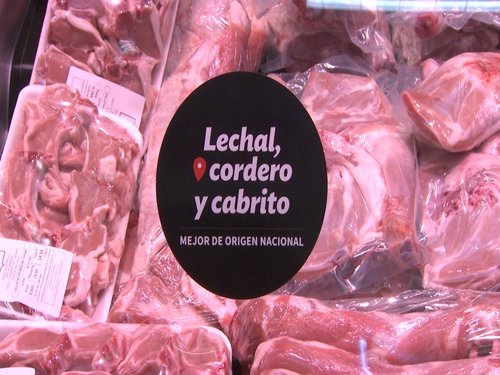 Lechal,
cordero
y cabrito
MEJOR DE ORIGEN NACIONAL